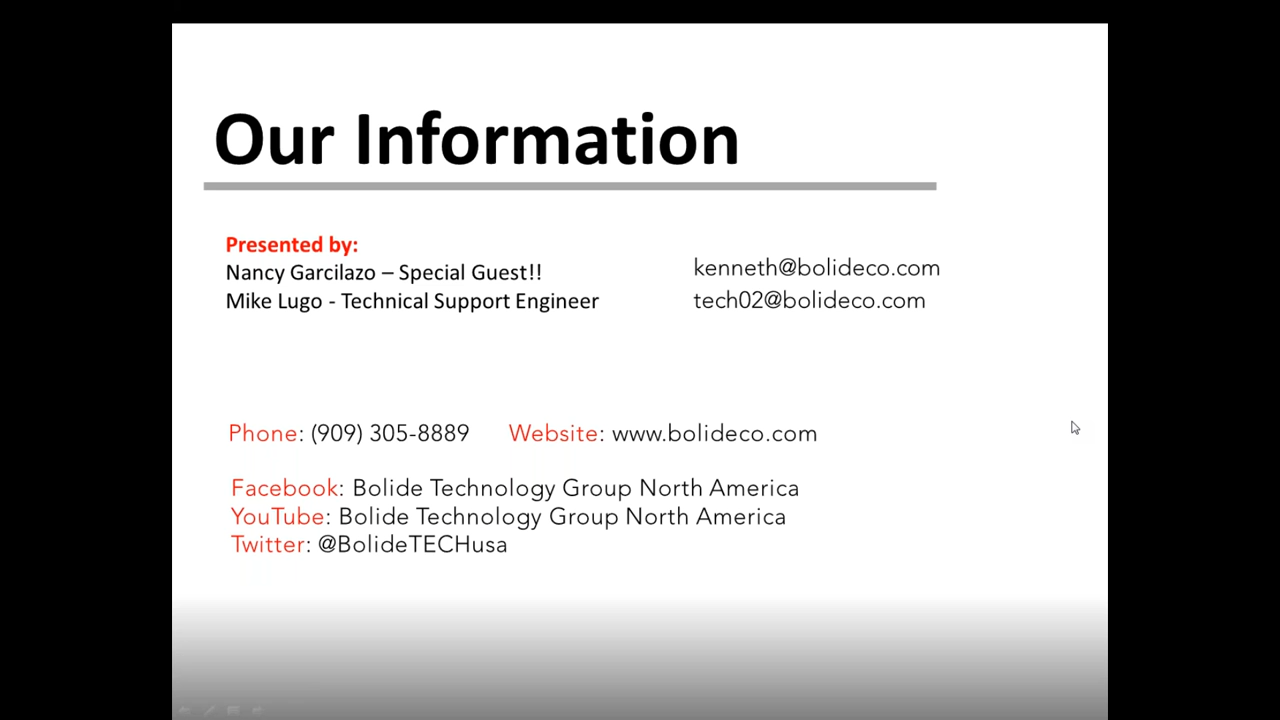 Our Information
Presented by:
Nancy Garcilazo – Special Guest!!
kenneth@bolideco.com
Mike Lugo - Technical Support Engineer
tech02@bolideco.com
Phone: (909) 305-8889 Website: www.bolideco.com
Facebook: Bolide Technology Group North America
YouTube: Bolide Technology Group North America
Twitter: @BolideTECHusa